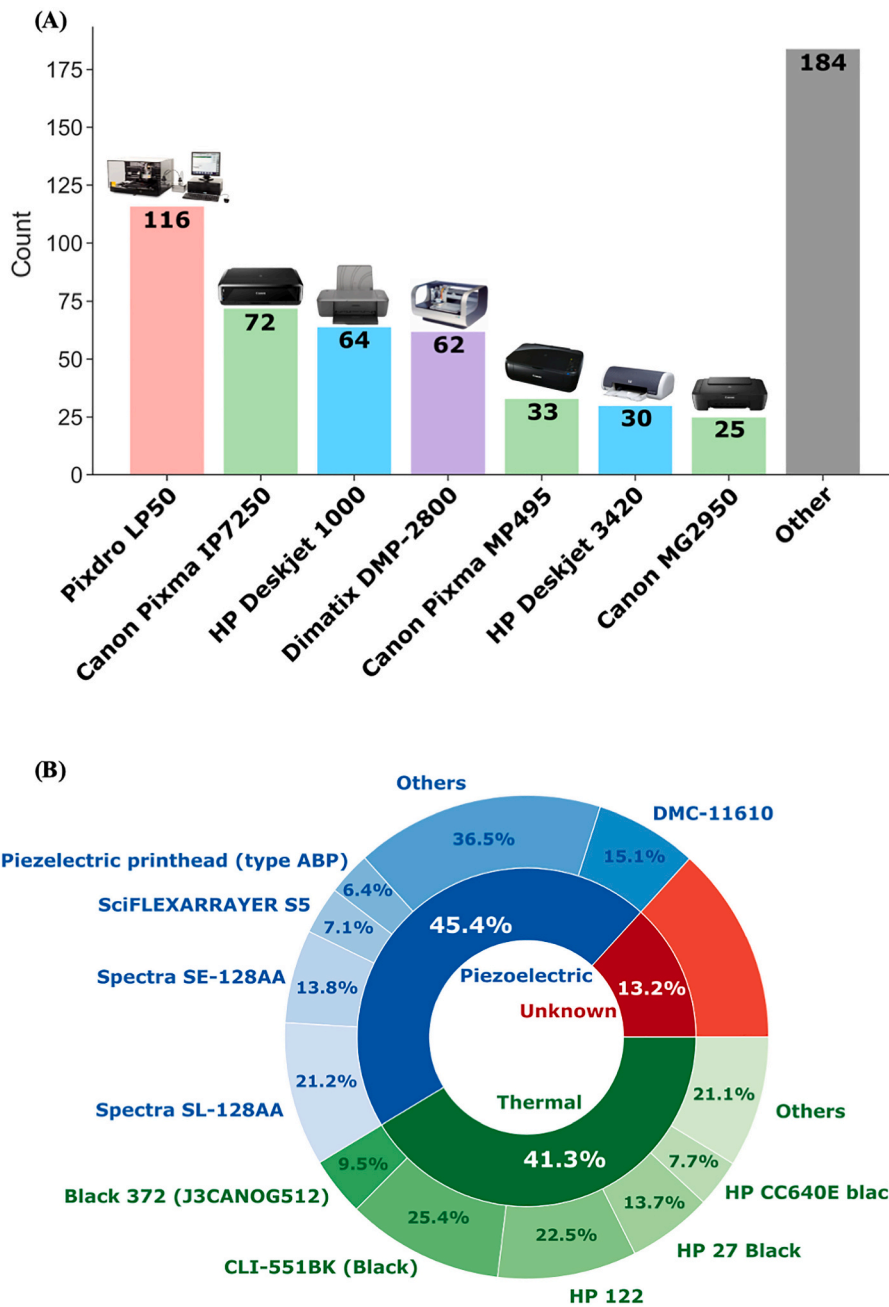 (A)
175
150
125
100
75
50
25
0
Count
116
72
64
62
33
30
25
184
Pixdro LP50
Canon Pixma IP7250
HP Deskjet 1000
Dimatix DMP-2800
Canon Pixma MP495
HP Deskjet 3420
Canon MG2950
Other
(B)
Others
DMC-11610
36.5%
15.1%
Piezelectric printhead (type ABP)
6.4%
SciFLEXARRAYER S5
7.1%
45.4%
Spectra SE-128AA
13.8%
Piezoelectric
13.2%
Unknown
21.2%
Spectra SL-128AA
Thermal
21.1%
Others
41.3%
9.5%
7.7%
Black 372 (J3CANOG512)
HP CC640E blac
25.4%
22.5%
13.7%
HP 27 Black
CLI-551BK (Black)
HP 122